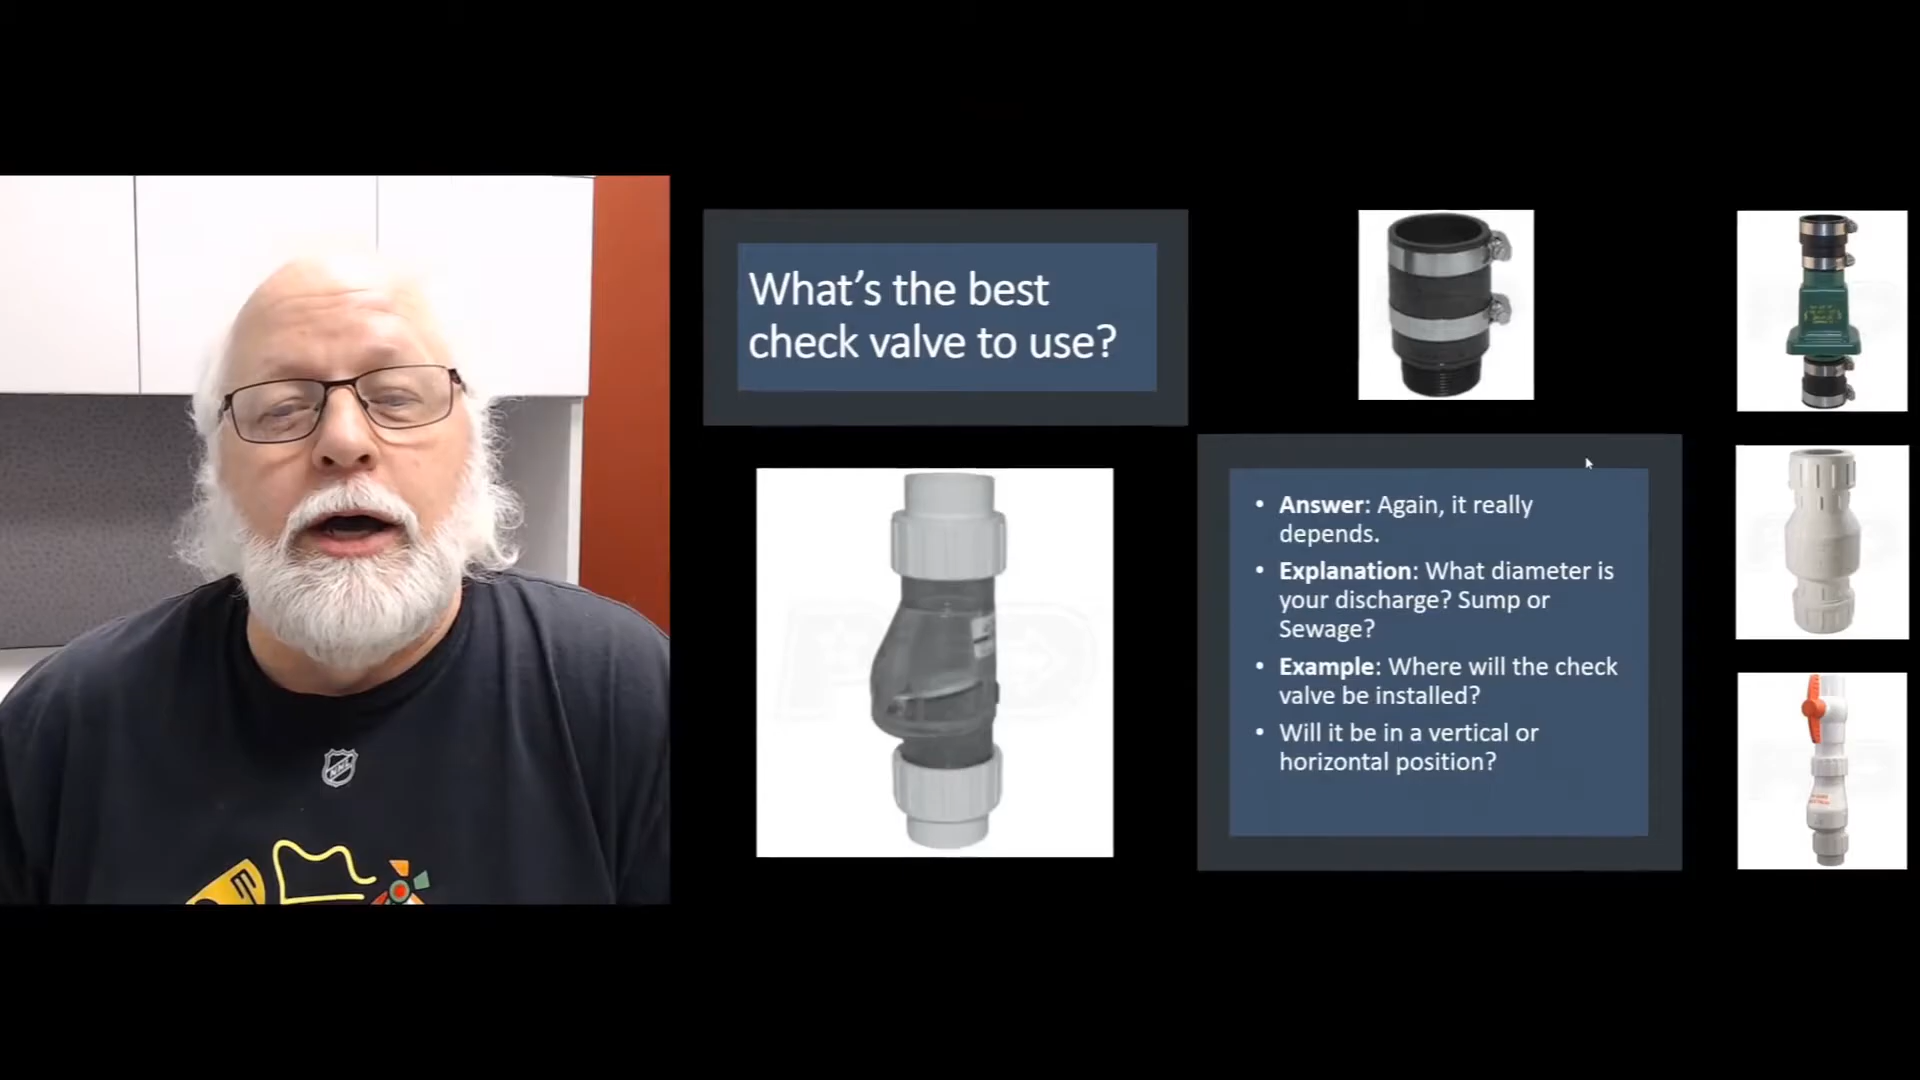 What's the best
check valve to use?
• Answer: Again, it really
depends.
• Explanation: What diameter is
your discharge? Sump or
Sewage?
• Example: Where will the check
valve be installed?
• Will it be in a vertical or
horizontal position?
NHL